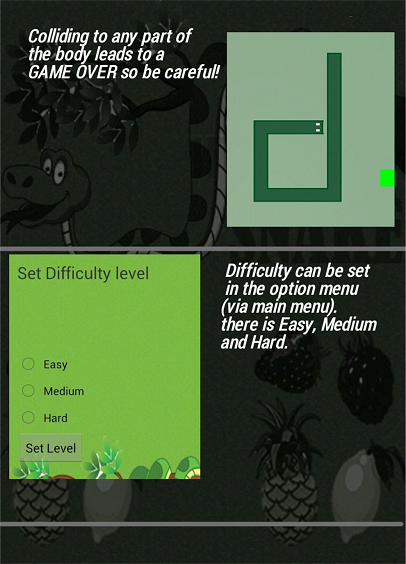 Colliding to any part of
the body leads to a
GAME OVER so be careful!
Set Difficulty level
Easy
Medium
Hard
Set Level
Difficulty can be set
in the option menu
(via main menu).
there is Easy, Medium
and Hard.